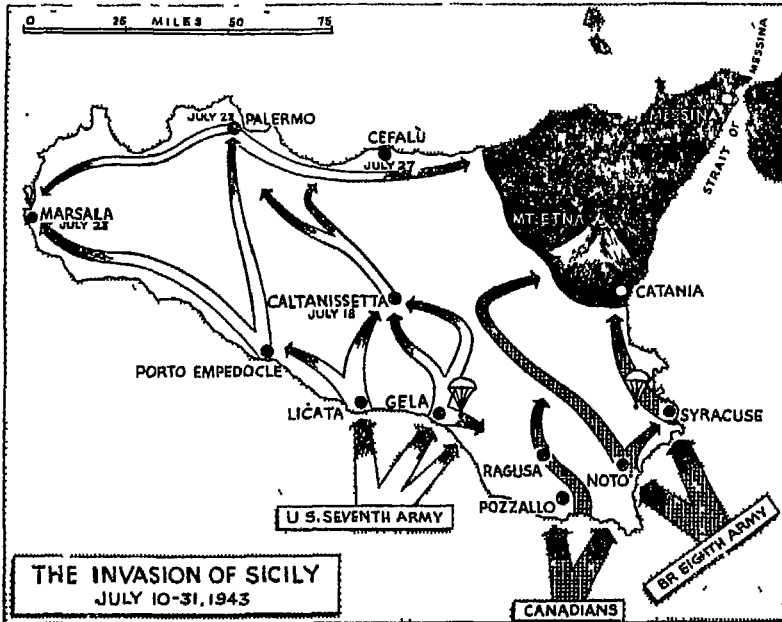 0 25 MILES 50 75
MESSINA
STRAIT OF
MESSINA
JULY 22
PALERMO
CEFALÙ
JULY 27
MARSALA
JULY 23
MT. ETNA
CATANIA
CALTANISSETTA
JULY 18
PORTO EMPEDOCLE
LICATA
GELA
SYRACUSE
RAGUSA
NOTO
POZZALLO
U.S. SEVENTH ARMY
BR. EIGHTH ARMY
CANADIANS
THE INVASION OF SICILY
JULY 10-31, 1943